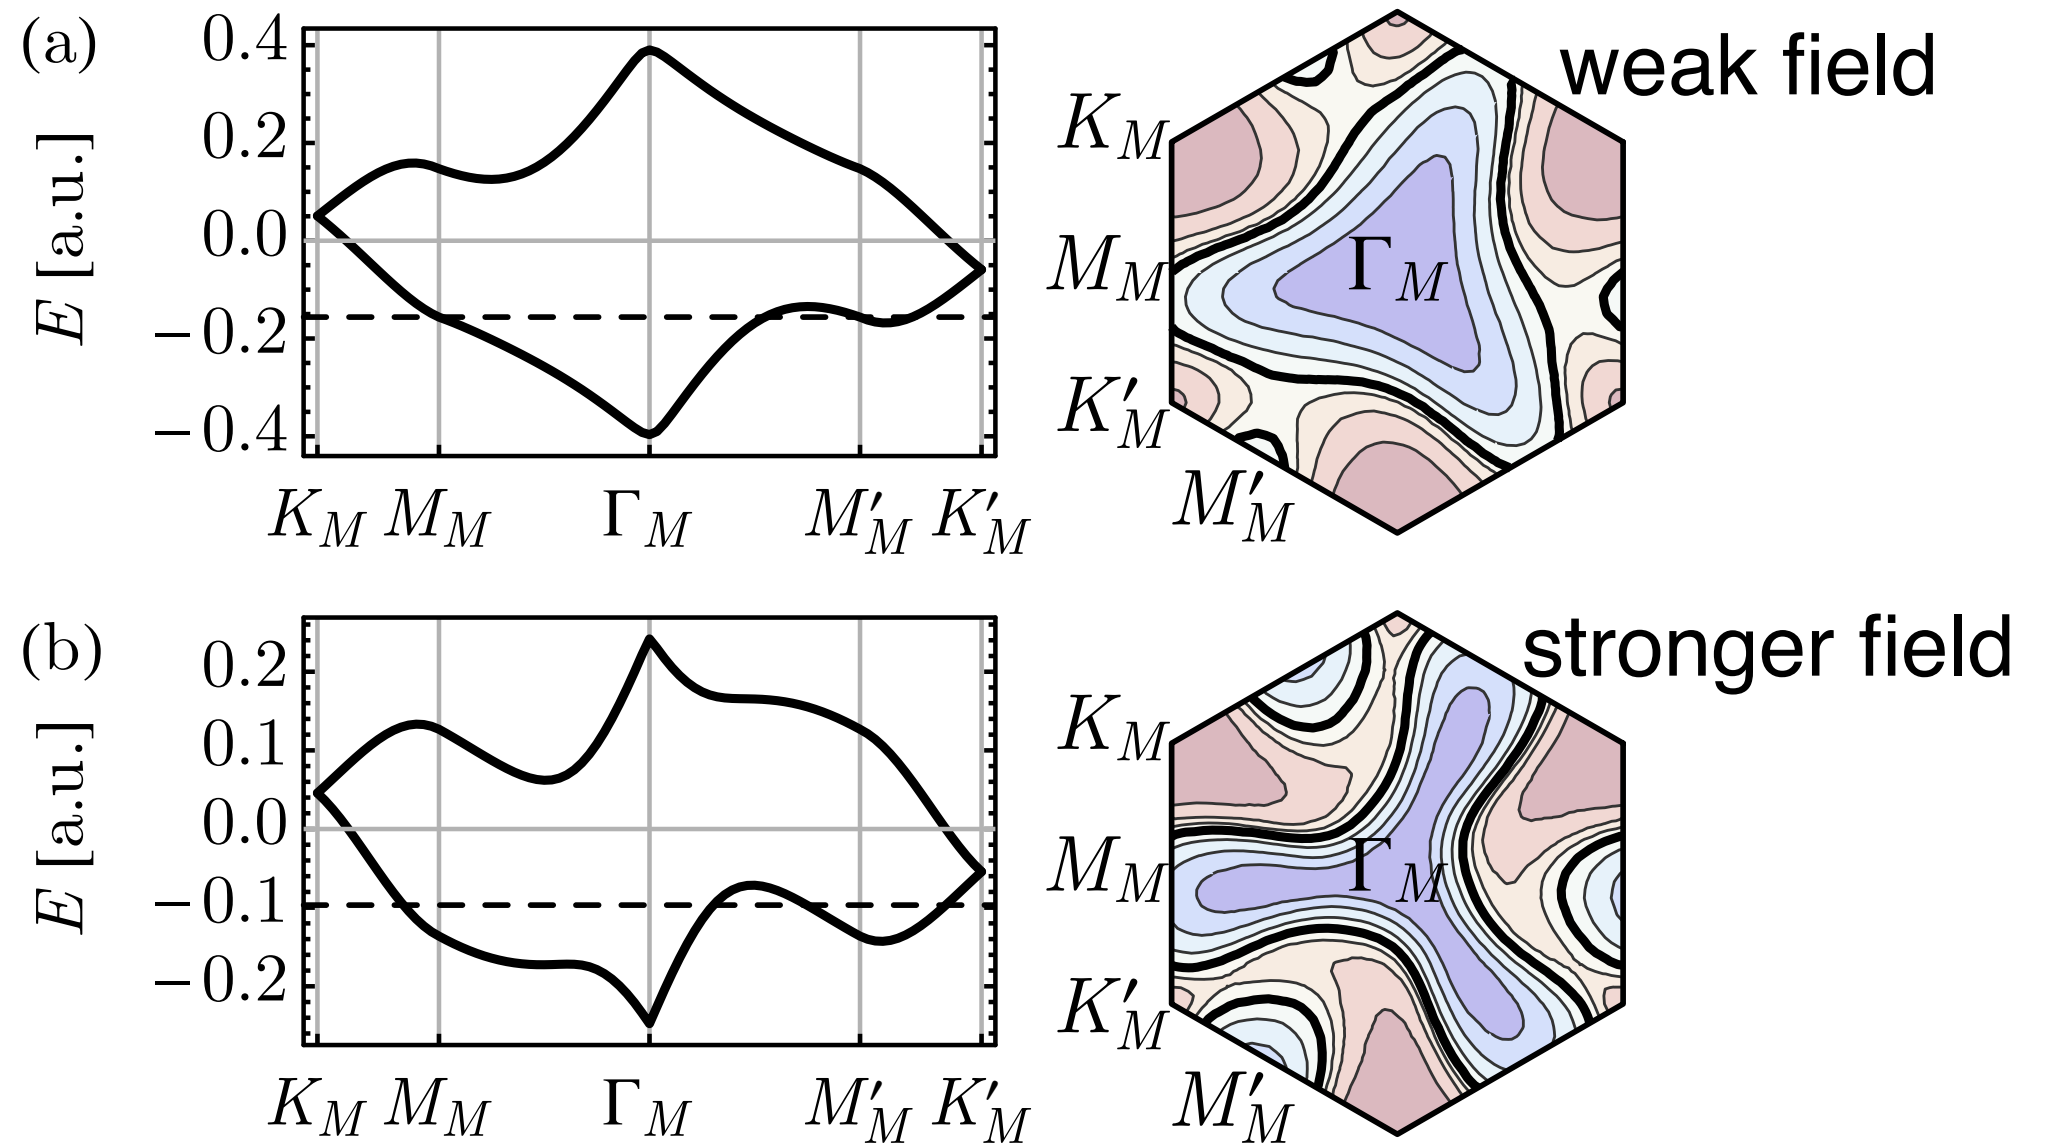 (a)
E [a.u.]
0.4
0.2
0.0
−0.2
−0.4
K_M M_M Γ_M M′_M K′_M
weak field
K_M
M_M
K′_M
M′_M
Γ_M
(b)
E [a.u.]
0.2
0.1
0.0
−0.1
−0.2
K_M M_M Γ_M M′_M K′_M
stronger field
K_M
M_M
K′_M
M′_M
Γ_M